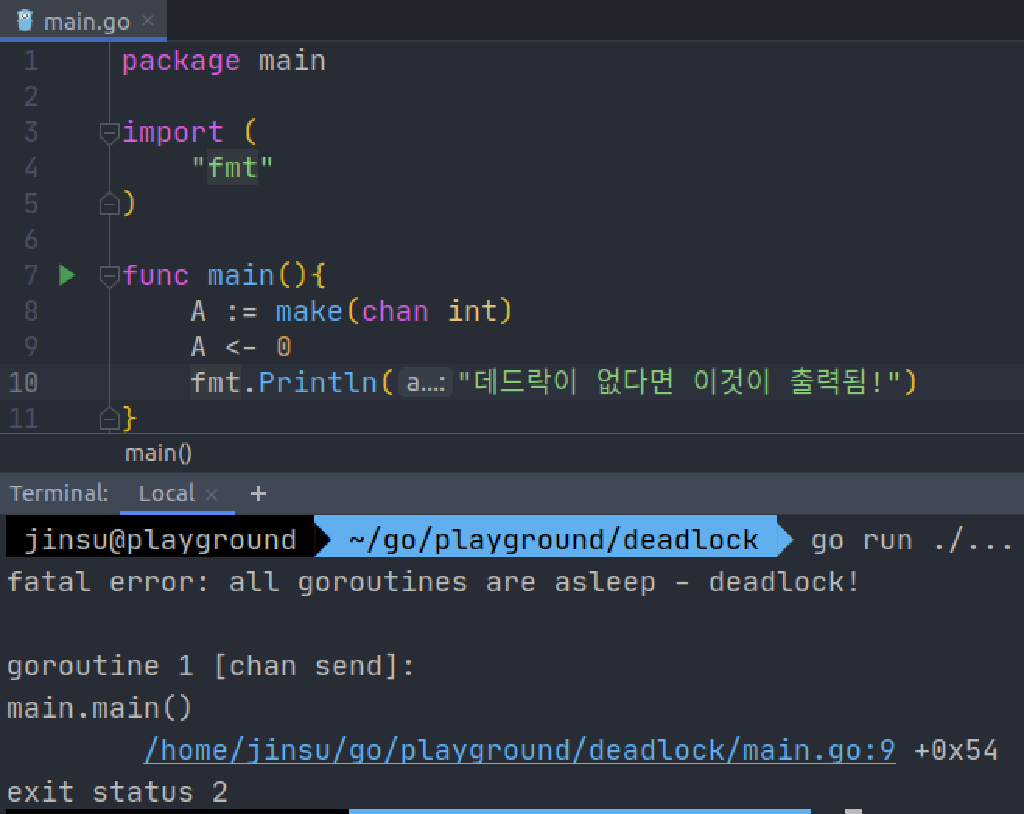 main.go
1 package main
2
3 import (
4 "fmt"
5 )
6
7 func main(){
8 A := make(chan int)
9 A <- 0
10 fmt.Println( a...: "데드락이 없다면 이것이 출력됨!")
11 }
main()
Terminal: Local +
jinsu@playground ~/go/playground/deadlock go run ./...
fatal error: all goroutines are asleep - deadlock!
goroutine 1 [chan send]:
main.main()
/home/jinsu/go/playground/deadlock/main.go:9 +0x54
exit status 2